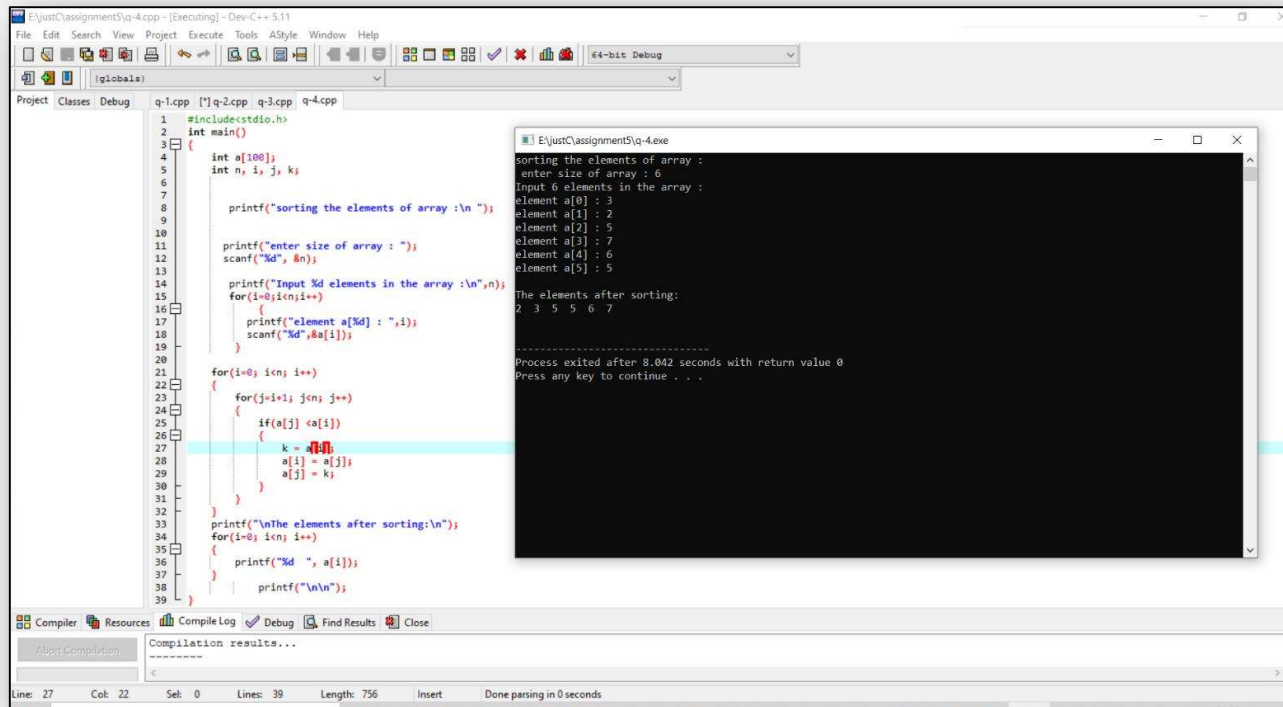 E:\justC\assignment5\q-4.cpp - [Executing] - Dev-C++ 5.11
File Edit Search View Project Execute Tools AStyle Window Help
64-bit Debug
(globals)
Project Classes Debug
q-1.cpp [*] q-2.cpp q-3.cpp q-4.cpp
1 #include<stdio.h>
2 int main()
3 {
4 int a[100];
5 int n, i, j, k;
6
7
8 printf("sorting the elements of array :\n ");
9
10
11 printf("enter size of array : ");
12 scanf("%d", &n);
13
14 printf("Input %d elements in the array :\n",n);
15 for(i=0;i<n;i++)
16 {
17 printf("element a[%d] : ",i);
18 scanf("%d",&a[i]);
19 }
20
21 for(i=0; i<n; i++)
22 {
23 for(j=i+1; j<n; j++)
24 {
25 if(a[j] <a[i])
26 {
27 k = a[i];
28 a[i] = a[j];
29 a[j] = k;
30 }
31 }
32 }
33 printf("\nThe elements after sorting:\n");
34 for(i=0; i<n; i++)
35 {
36 printf("%d  ", a[i]);
37 }
38 printf("\n\n");
39 }
E:\justC\assignment5\q-4.exe
sorting the elements of array :
enter size of array : 6
Input 6 elements in the array :
element a[0] : 3
element a[1] : 2
element a[2] : 5
element a[3] : 7
element a[4] : 6
element a[5] : 5
The elements after sorting:
2  3  5  5  6  7
--------------------------------
Process exited after 8.042 seconds with return value 0
Press any key to continue . . .
Compiler Resources Compile Log Debug Find Results Close
Abort Compilation
Compilation results...
--------
Line: 27 Col: 22 Sel: 0 Lines: 39 Length: 756 Insert Done parsing in 0 seconds